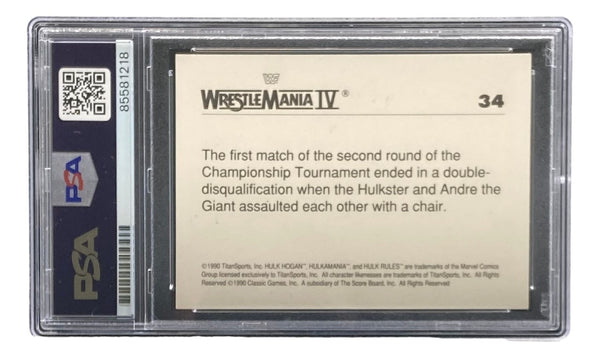 85581218
PSA
PSA
W
WRESTLEMANIA IV ®
34
The first match of the second round of the
Championship Tournament ended in a double-
disqualification when the Hulkster and Andre the
Giant assaulted each other with a chair.
©1990 TitanSports, Inc. HULK HOGAN™, HULKAMANIA™, and HULK RULES™ are trademarks of the Marvel Comics
Group licensed exclusively to TitanSports, Inc. All character likenesses are trademarks of TitanSports, Inc. All Rights
Reserved ©1990 Classic Games, Inc. A subsidiary of The Score Board, Inc. All Rights Reserved